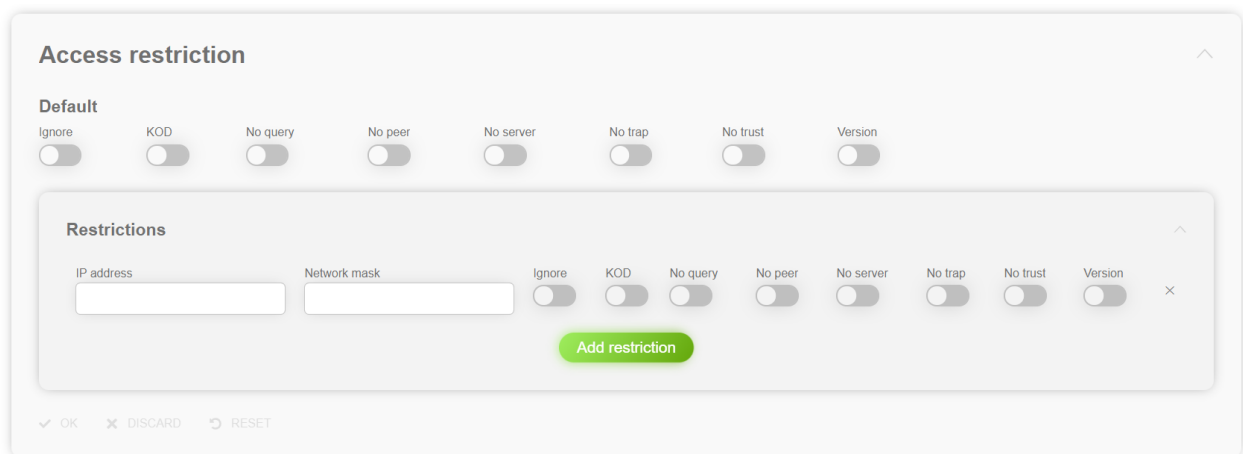 Access restriction
Default
Ignore KOD No query No peer No server No trap No trust Version
Restrictions
IP address Network mask Ignore KOD No query No peer No server No trap No trust Version
Add restriction
OK DISCARD RESET